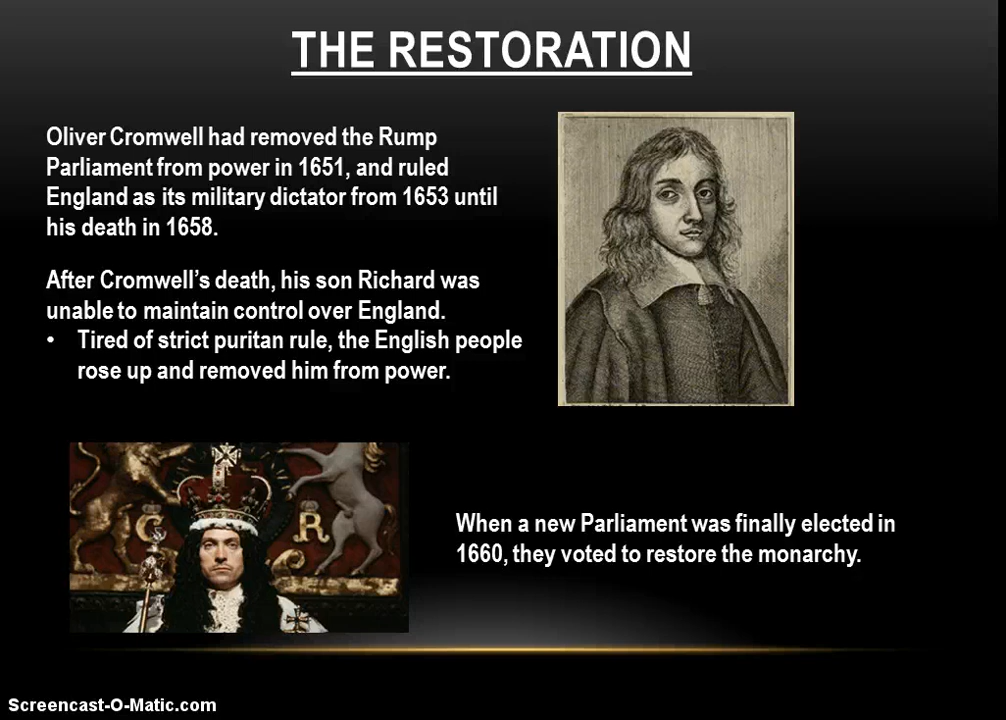 THE RESTORATION
Oliver Cromwell had removed the Rump
Parliament from power in 1651, and ruled
England as its military dictator from 1653 until
his death in 1658.
After Cromwell’s death, his son Richard was
unable to maintain control over England.
• Tired of strict puritan rule, the English people
rose up and removed him from power.
C R
When a new Parliament was finally elected in
1660, they voted to restore the monarchy.
Screencast-O-Matic.com